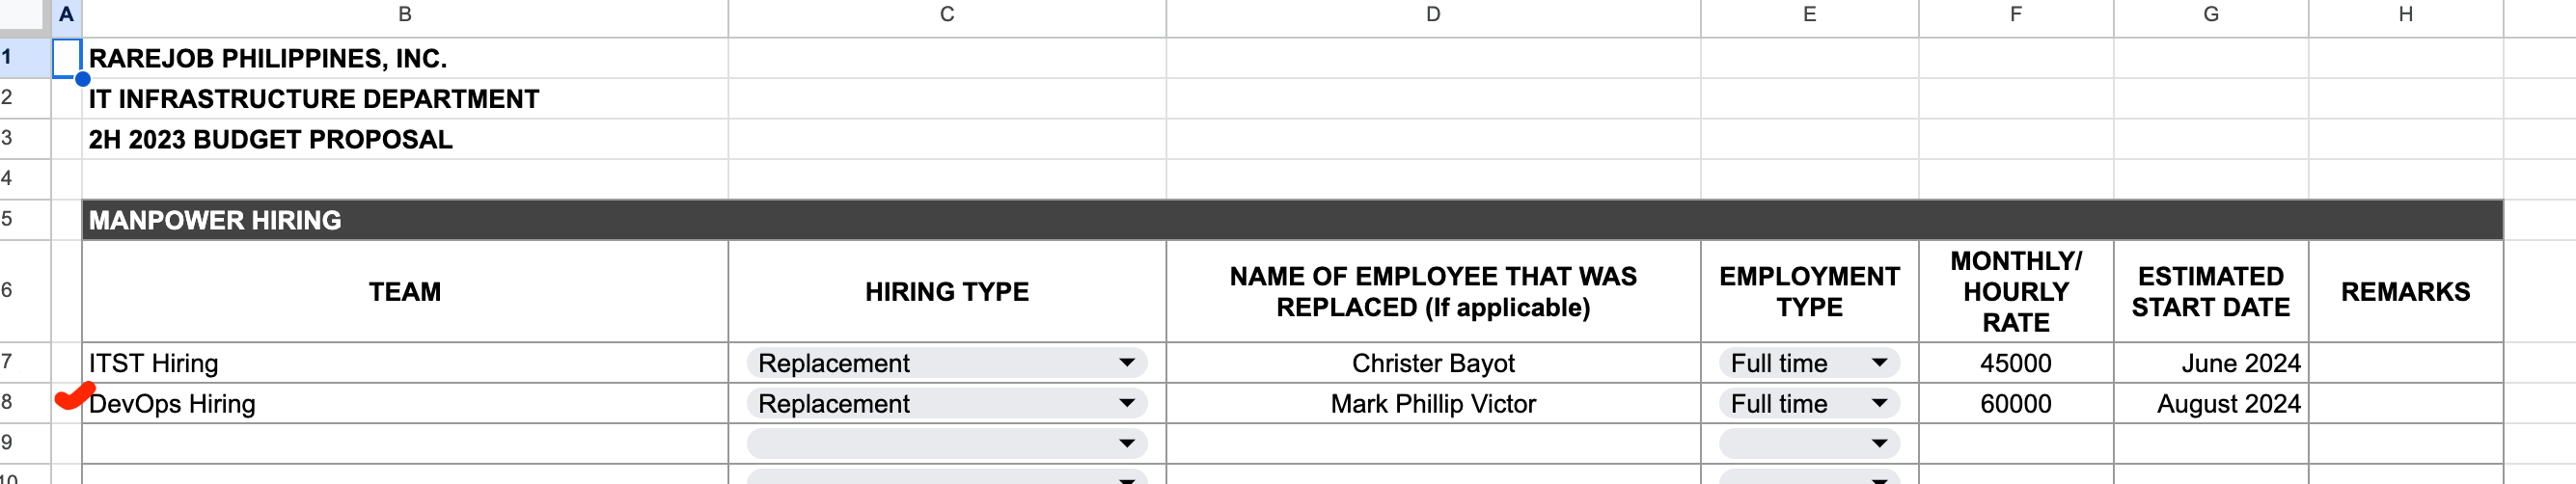 A B C D E F G H
1 RAREJOB PHILIPPINES, INC.
2 IT INFRASTRUCTURE DEPARTMENT
3 2H 2023 BUDGET PROPOSAL
4
5 MANPOWER HIRING
6 TEAM HIRING TYPE NAME OF EMPLOYEE THAT WAS REPLACED (If applicable) EMPLOYMENT TYPE MONTHLY/ HOURLY RATE ESTIMATED START DATE REMARKS
7 ITST Hiring Replacement Christer Bayot Full time 45000 June 2024
8 DevOps Hiring Replacement Mark Phillip Victor Full time 60000 August 2024
9
10